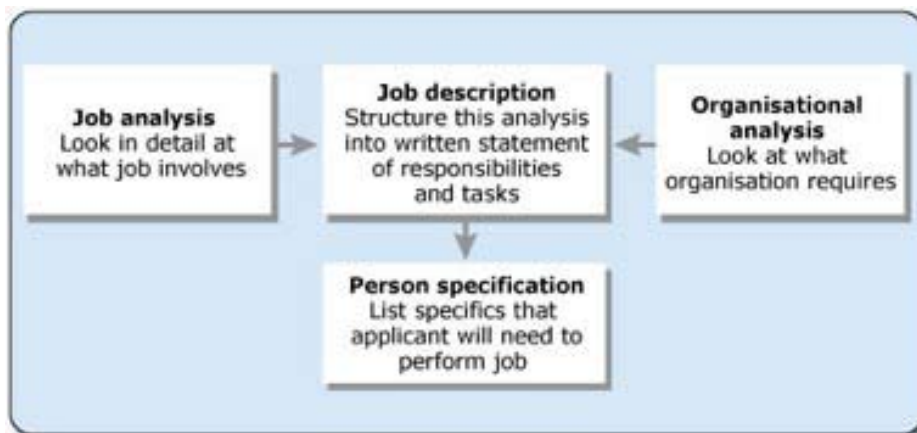 Job analysis
Look in detail at
what job involves
Job description
Structure this analysis
into written statement
of responsibilities
and tasks
Organisational
analysis
Look at what
organisation requires
Person specification
List specifics that
applicant will need to
perform job